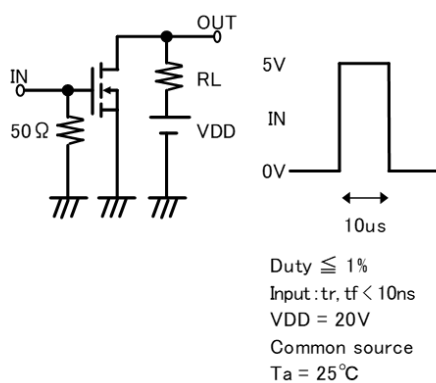 OUT
IN
RL
50Ω
VDD
5V
IN
0V
10us
Duty ≦ 1%
Input:tr, tf < 10ns
VDD = 20V
Common source
Ta = 25℃